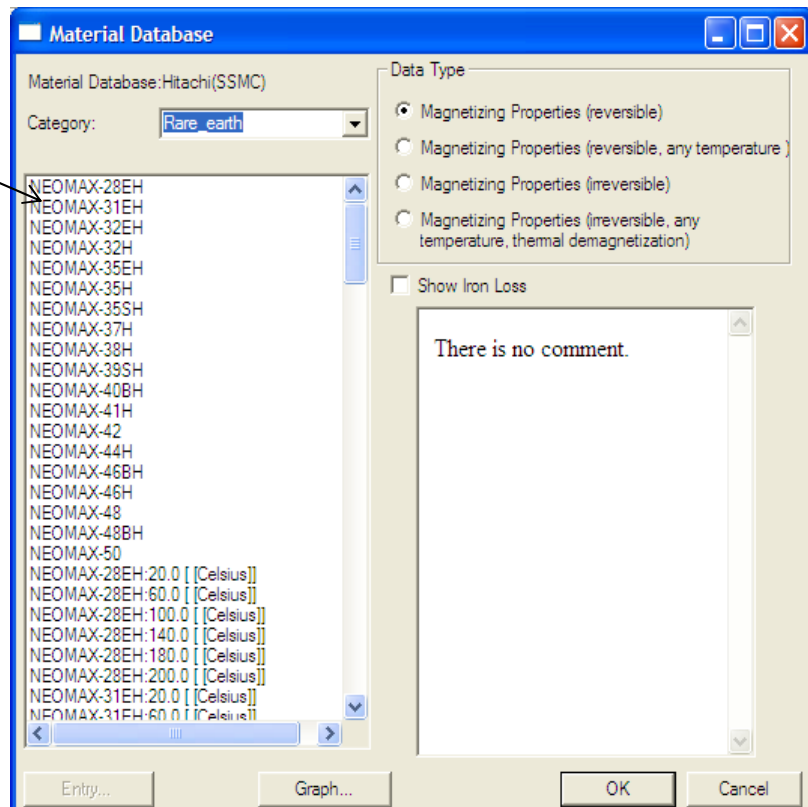 Material Database
Material Database:Hitachi(SSMC)
Category:
Rare_earth
NEOMAX-28EH
NEOMAX-31EH
NEOMAX-32EH
NEOMAX-32H
NEOMAX-35EH
NEOMAX-35H
NEOMAX-35SH
NEOMAX-37H
NEOMAX-38H
NEOMAX-39SH
NEOMAX-40BH
NEOMAX-41H
NEOMAX-42
NEOMAX-44H
NEOMAX-46BH
NEOMAX-46H
NEOMAX-48
NEOMAX-48BH
NEOMAX-50
NEOMAX-28EH:20.0 [ [Celsius]]
NEOMAX-28EH:60.0 [ [Celsius]]
NEOMAX-28EH:100.0 [ [Celsius]]
NEOMAX-28EH:140.0 [ [Celsius]]
NEOMAX-28EH:180.0 [ [Celsius]]
NEOMAX-28EH:200.0 [ [Celsius]]
NEOMAX-31EH:20.0 [ [Celsius]]
NEOMAX-31EH:60.0 [ [Celsius]]
Data Type
Magnetizing Properties (reversible)
Magnetizing Properties (reversible, any temperature )
Magnetizing Properties (irreversible)
Magnetizing Properties (irreversible, any
temperature, thermal demagnetization)
Show Iron Loss
There is no comment.
Entry...
Graph...
OK
Cancel